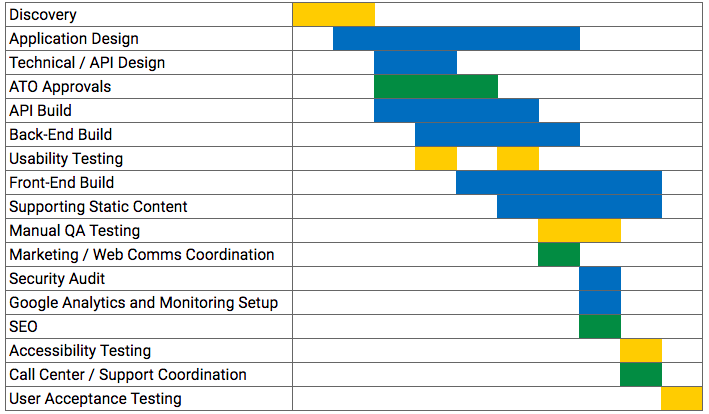 Discovery
Application Design
Technical / API Design
ATO Approvals
API Build
Back-End Build
Usability Testing
Front-End Build
Supporting Static Content
Manual QA Testing
Marketing / Web Comms Coordination
Security Audit
Google Analytics and Monitoring Setup
SEO
Accessibility Testing
Call Center / Support Coordination
User Acceptance Testing